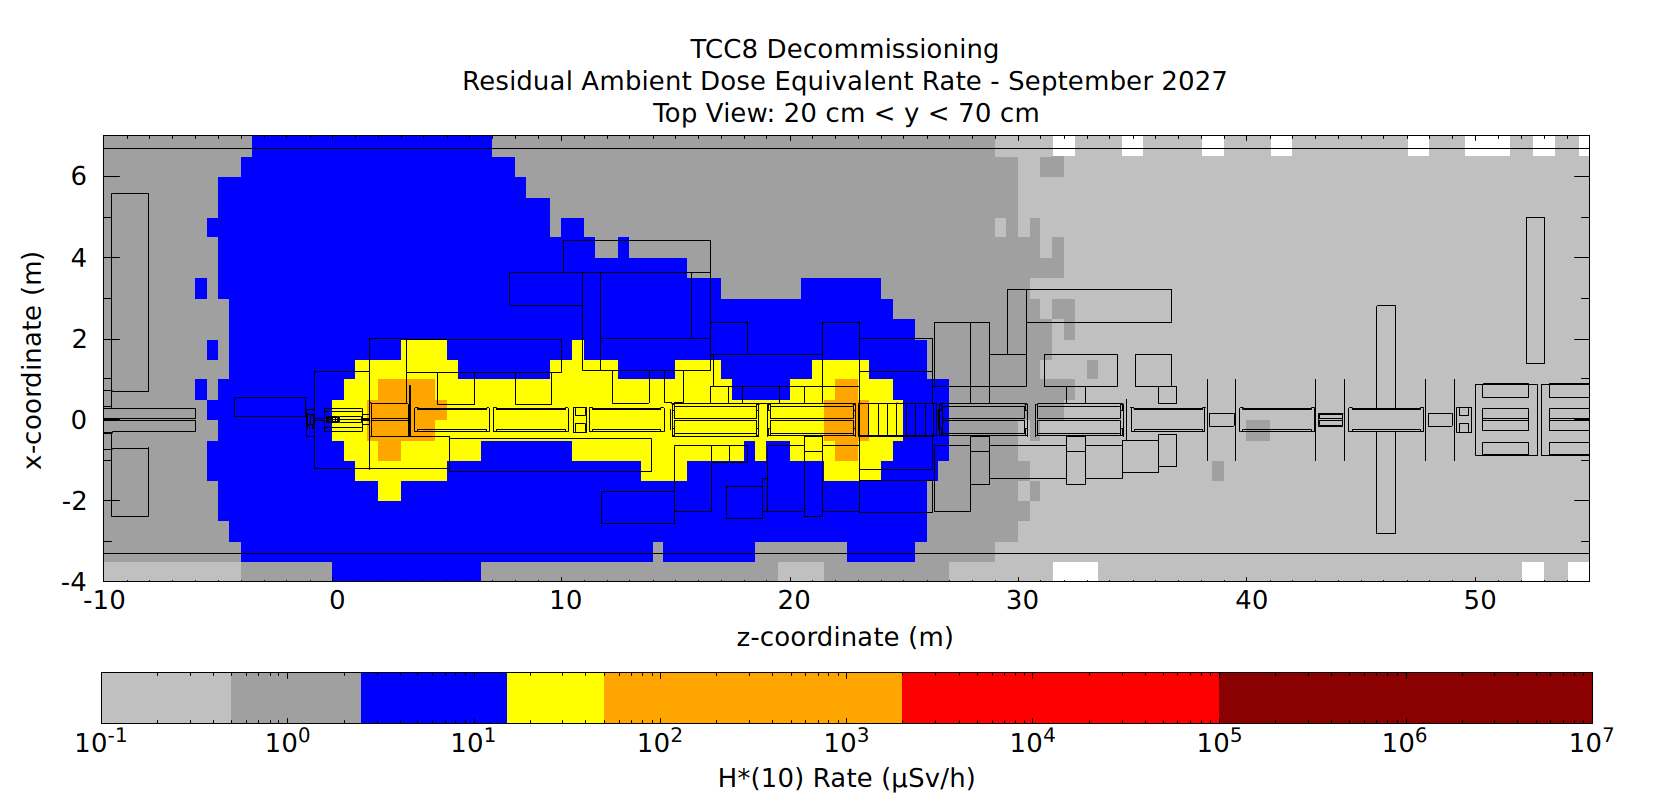 TCC8 Decommissioning
Residual Ambient Dose Equivalent Rate - September 2027
Top View: 20 cm < y < 70 cm
x-coordinate (m)
6
4
2
0
-2
-4
-10 0 10 20 30 40 50
z-coordinate (m)
10⁻¹ 10⁰ 10¹ 10² 10³ 10⁴ 10⁵ 10⁶ 10⁷
H*(10) Rate (μSv/h)